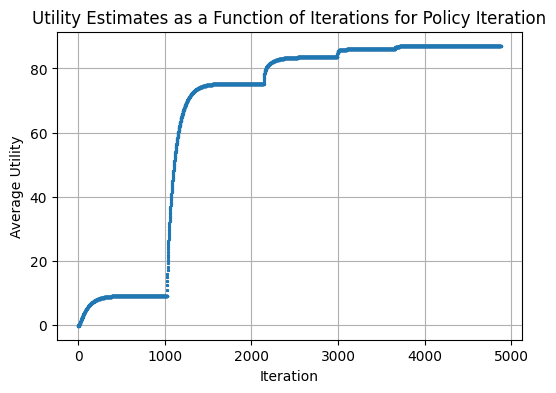 Utility Estimates as a Function of Iterations for Policy Iteration
Average Utility
80
60
40
20
0
0 1000 2000 3000 4000 5000
Iteration